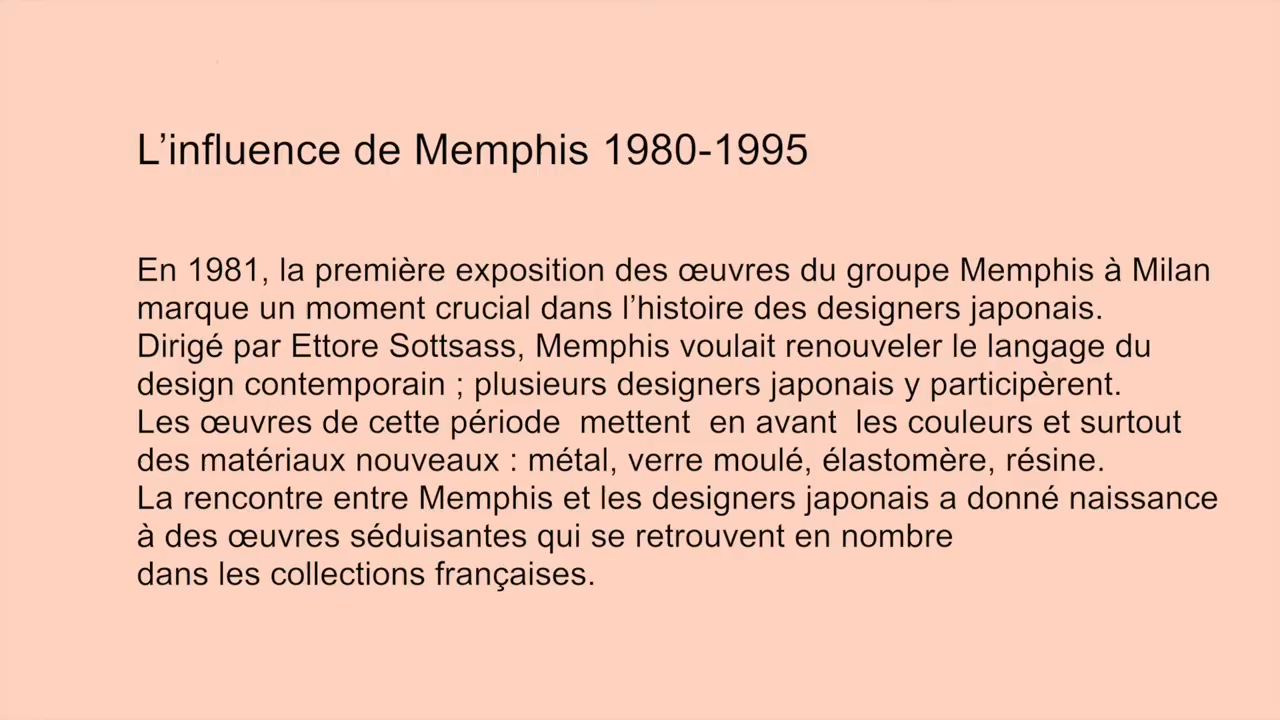 L’influence de Memphis 1980-1995
En 1981, la première exposition des œuvres du groupe Memphis à Milan
marque un moment crucial dans l’histoire des designers japonais.
Dirigé par Ettore Sottsass, Memphis voulait renouveler le langage du
design contemporain ; plusieurs designers japonais y participèrent.
Les œuvres de cette période  mettent  en avant  les couleurs et surtout
des matériaux nouveaux : métal, verre moulé, élastomère, résine.
La rencontre entre Memphis et les designers japonais a donné naissance
à des œuvres séduisantes qui se retrouvent en nombre
dans les collections françaises.